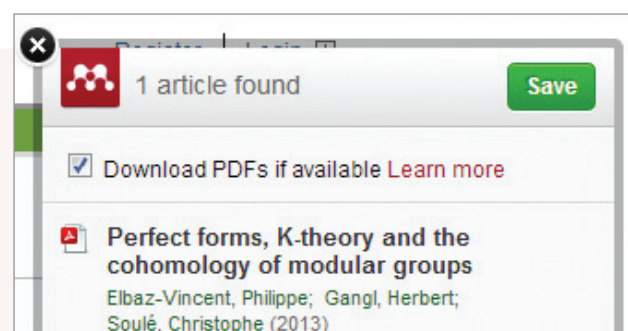 Register | Login
1 article found
Save
Download PDFs if available Learn more
Perfect forms, K-theory and the
cohomology of modular groups
Elbaz-Vincent, Philippe; Gangl, Herbert;
Soulé, Christophe (2013)